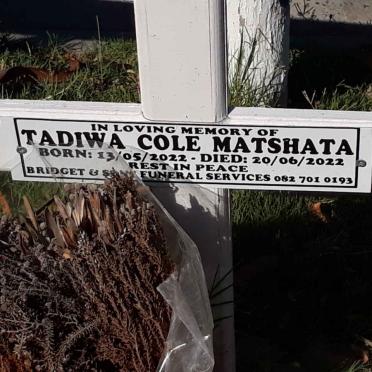 IN LOVING MEMORY OF
TADIWA COLE MATSHATA
BORN: 13/05/2022 - DIED: 20/06/2022
REST IN PEACE
BRIDGET & FUNERAL SERVICES 082 701 0193